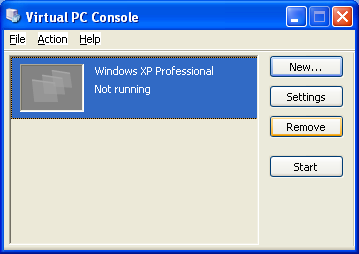 Virtual PC Console
File Action Help
Windows XP Professional
Not running
New...
Settings
Remove
Start